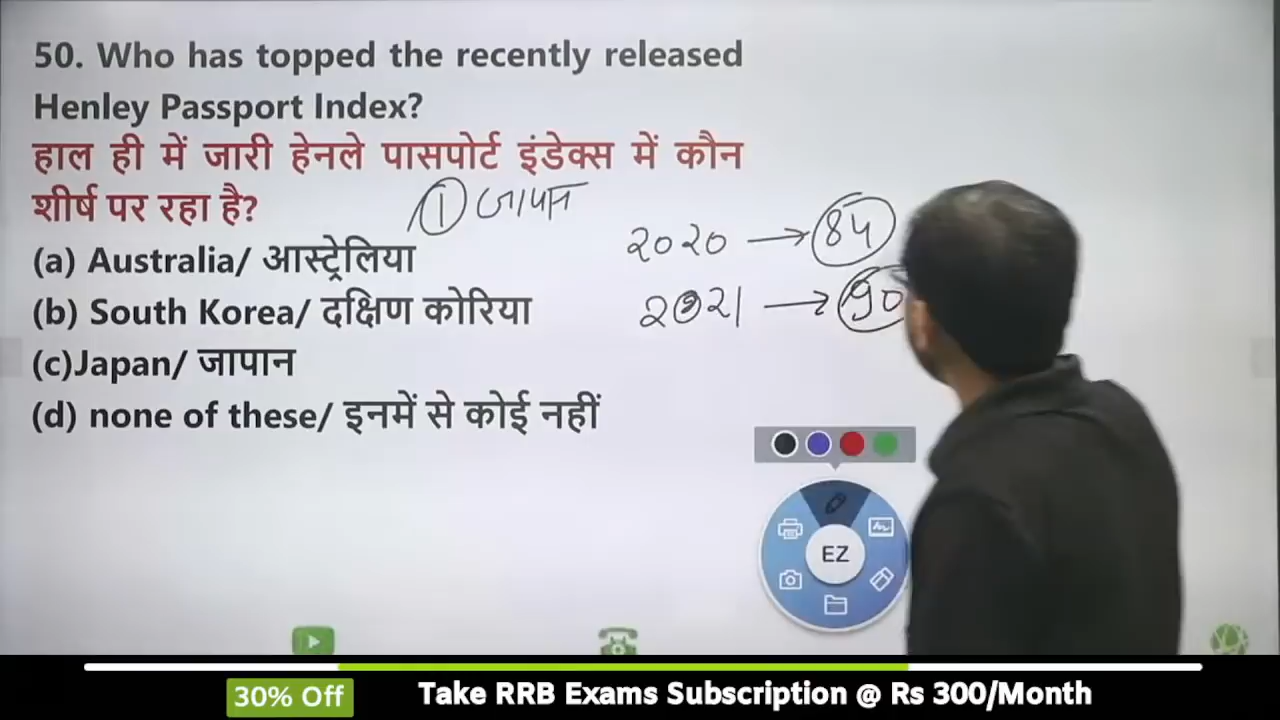 50. Who has topped the recently released
Henley Passport Index?
हाल ही में जारी हेनले पासपोर्ट इंडेक्स में कौन
शीर्ष पर रहा है?
① जापान
(a) Australia/ आस्ट्रेलिया
(b) South Korea/ दक्षिण कोरिया
(c)Japan/ जापान
(d) none of these/ इनमें से कोई नहीं
2020 → 84
2021 → 90
EZ
30% Off
Take RRB Exams Subscription @ Rs 300/Month